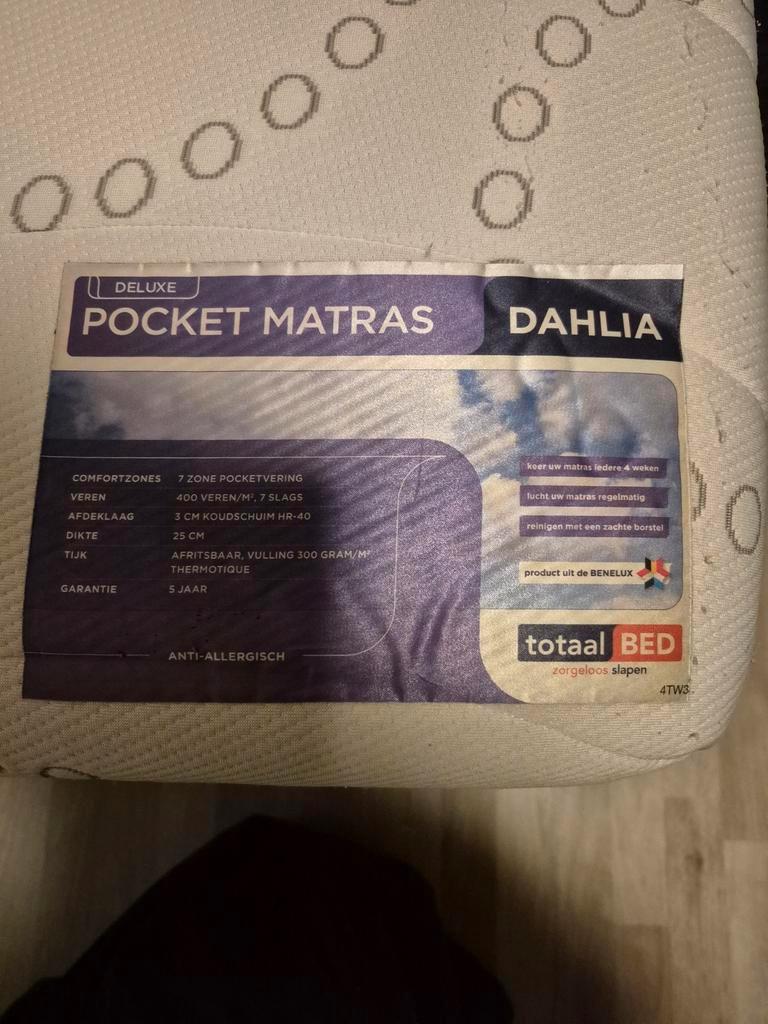 DELUXE
POCKET MATRAS
DAHLIA
COMFORTZONES 7 ZONE POCKETVERING
VEREN 400 VEREN/M², 7 SLAGS
AFDEKLAAG 3 CM KOUDSCHUIM HR-40
DIKTE 25 CM
TIJK AFRITSBAAR, VULLING 300 GRAM/M²
THERMOTIQUE
GARANTIE 5 JAAR
ANTI-ALLERGISCH
keer uw matras iedere 4 weken
lucht uw matras regelmatig
reinigen met een zachte borstel
product uit de BENELUX
totaal BED
zorgeloos slapen
4TW3